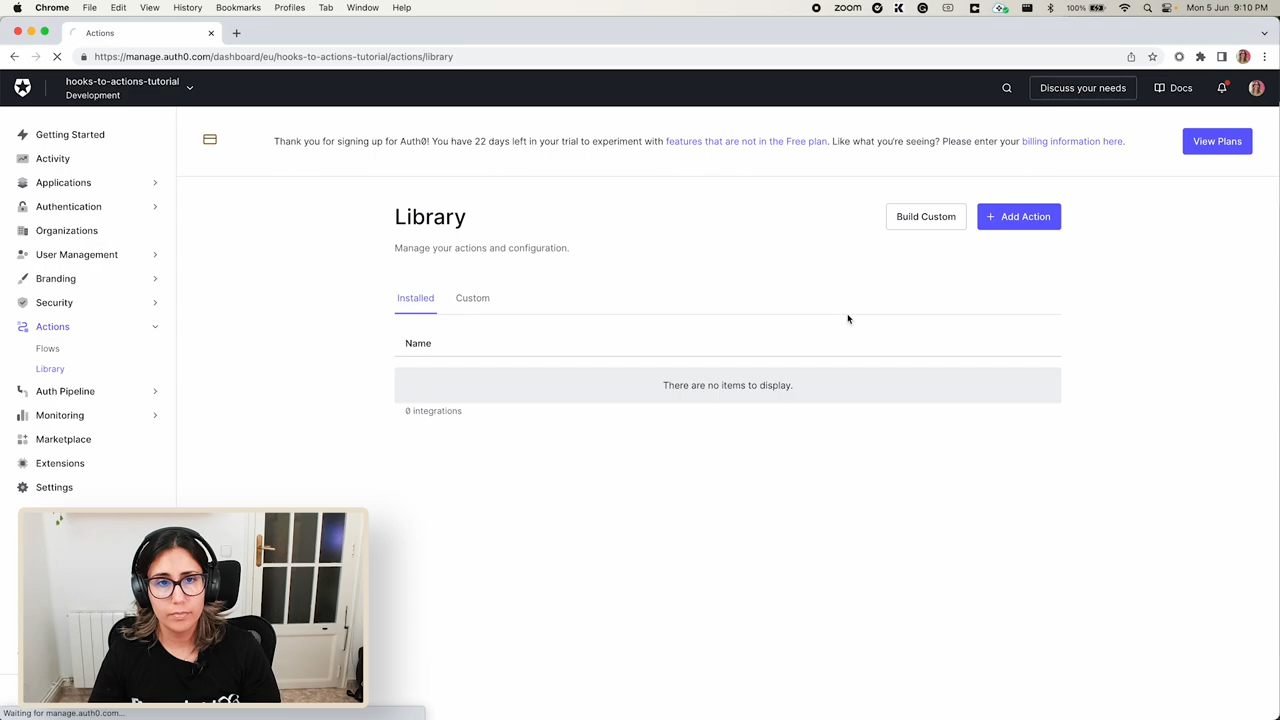 Chrome File Edit View History Bookmarks Profiles Tab Window Help
zoom
100%
Mon 5 Jun 9:10 PM
Actions
https://manage.auth0.com/dashboard/eu/hooks-to-actions-tutorial/actions/library
hooks-to-actions-tutorial
Development
Discuss your needs
Docs
Getting Started
Activity
Applications
Authentication
Organizations
User Management
Branding
Security
Actions
Flows
Library
Auth Pipeline
Monitoring
Marketplace
Extensions
Settings
Thank you for signing up for Auth0! You have 22 days left in your trial to experiment with features that are not in the Free plan. Like what you're seeing? Please enter your billing information here.
View Plans
Library
Build Custom
+ Add Action
Manage your actions and configuration.
Installed
Custom
Name
There are no items to display.
0 integrations
Waiting for manage.auth0.com...